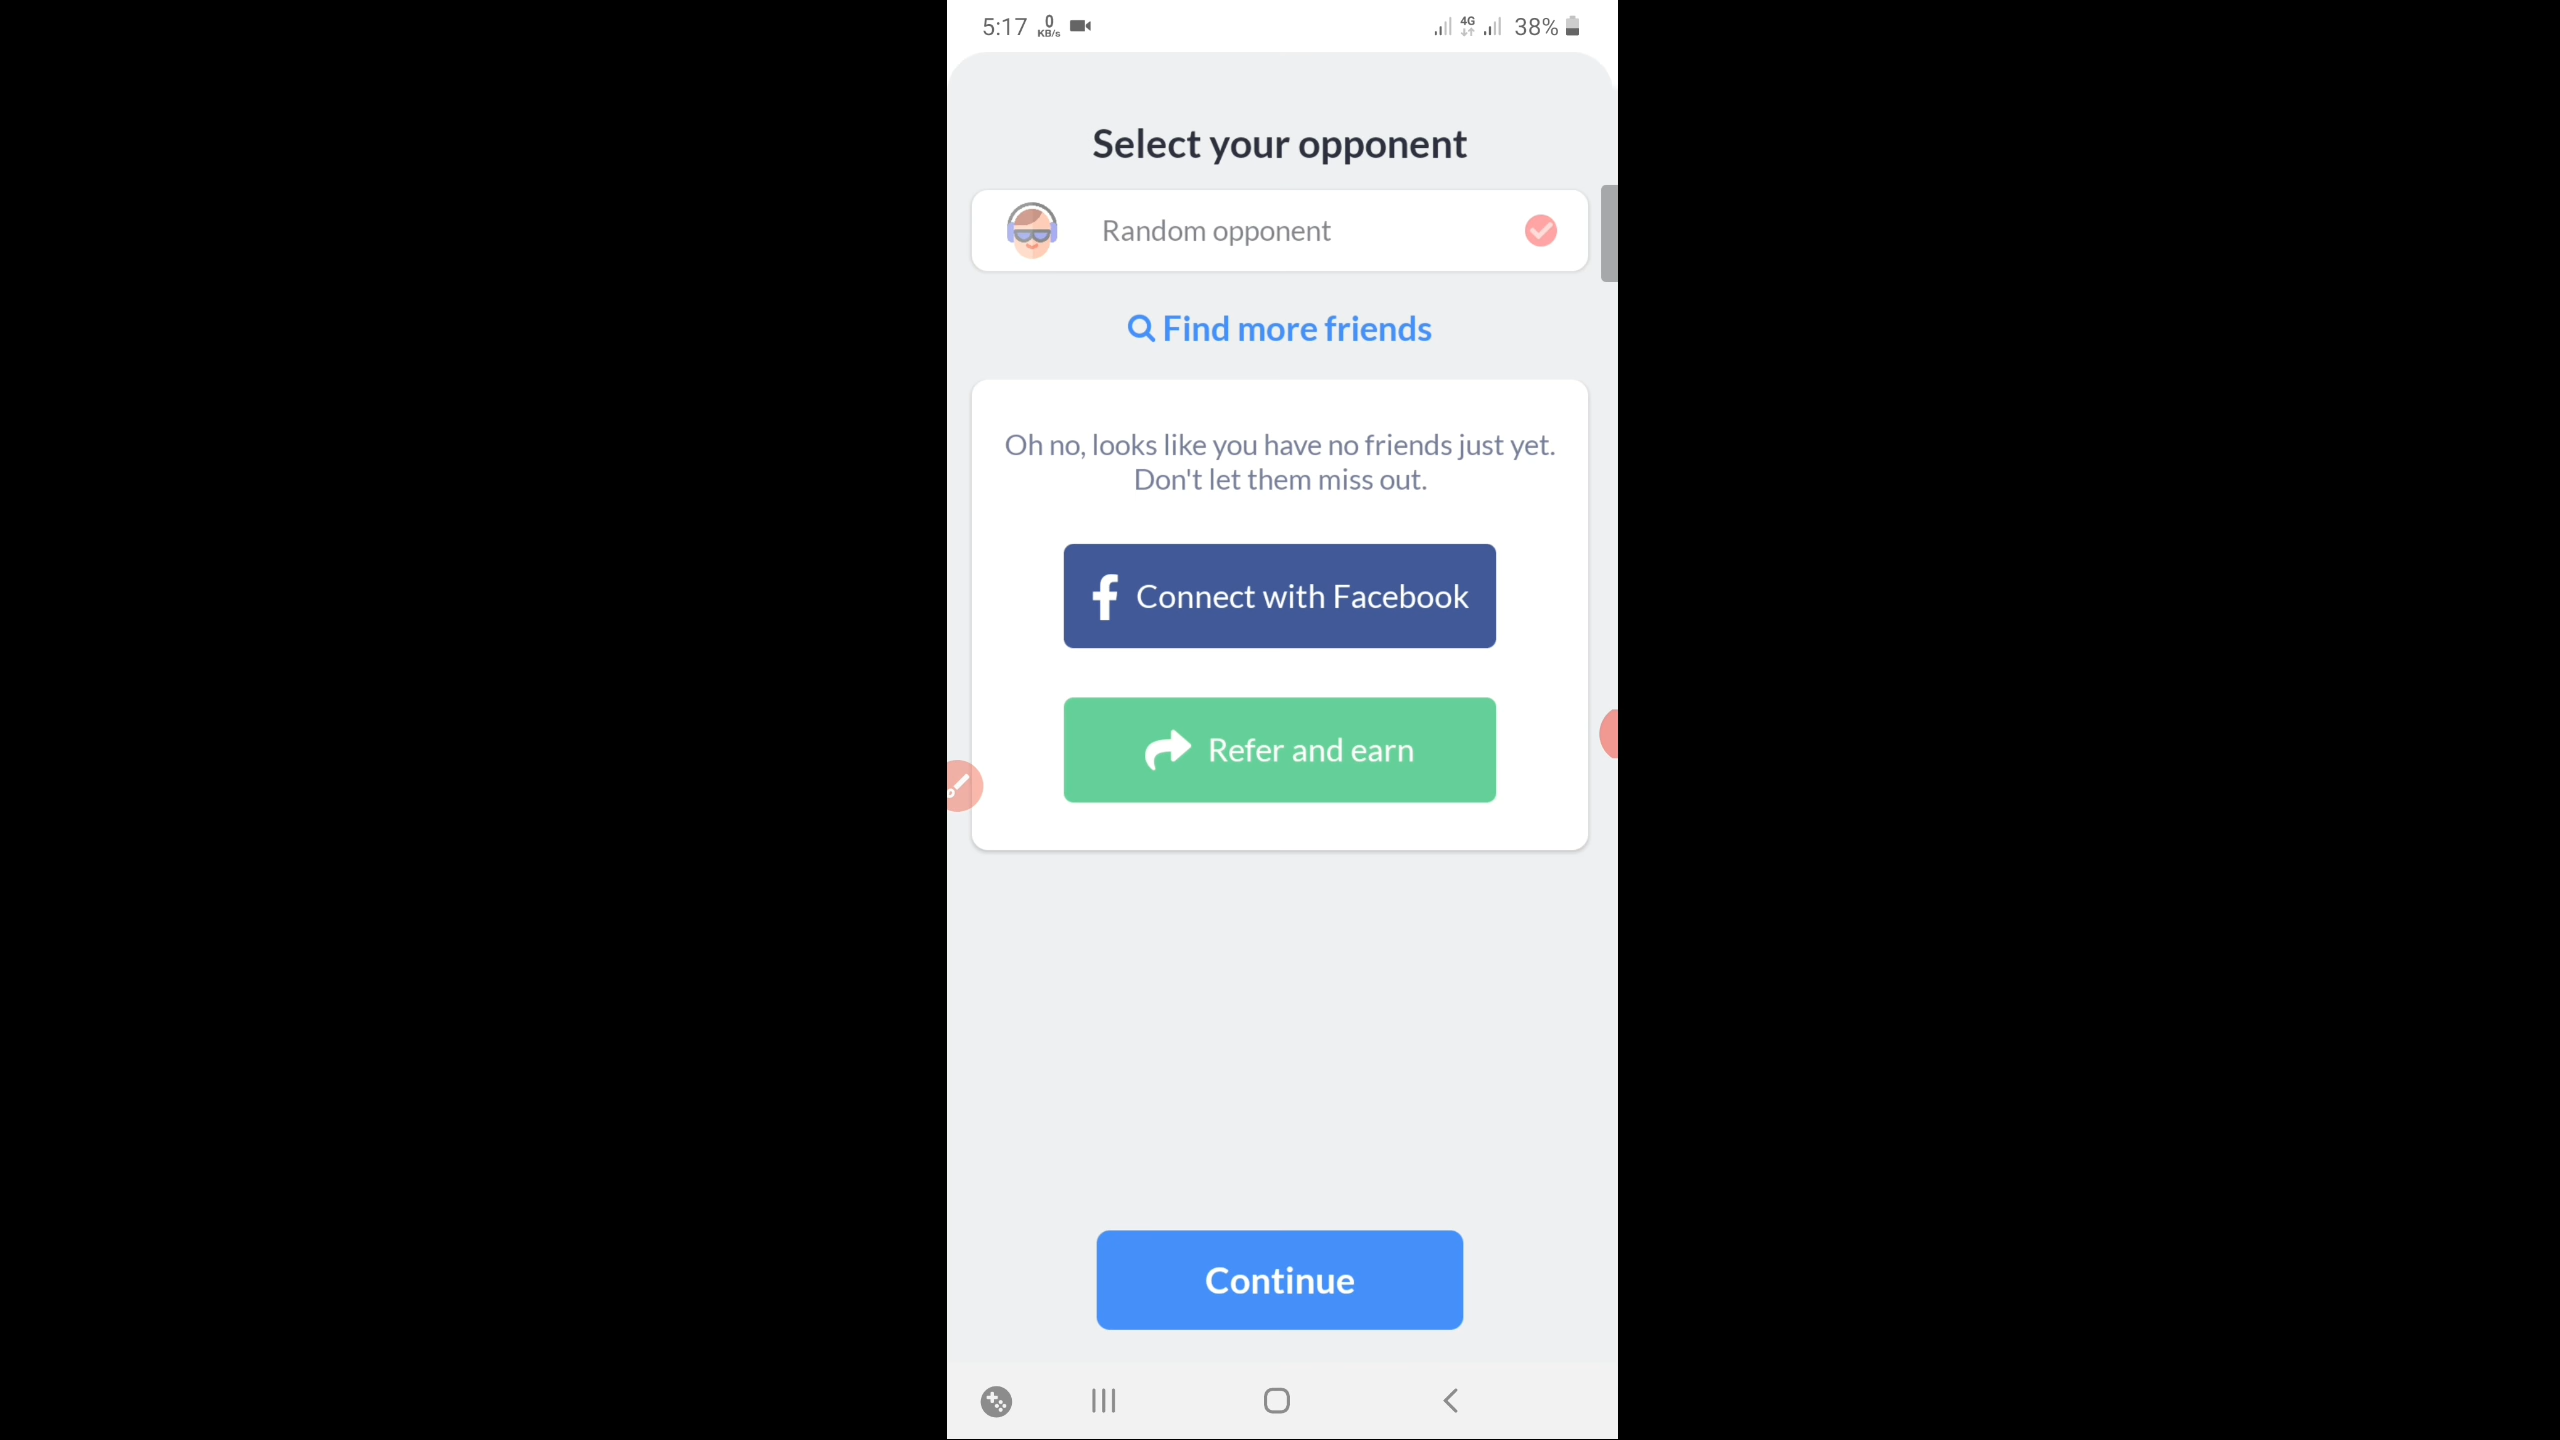 5:17 0 KB/s 4G 38%
Select your opponent
Random opponent
Find more friends
Oh no, looks like you have no friends just yet.
Don't let them miss out.
Connect with Facebook
Refer and earn
Continue